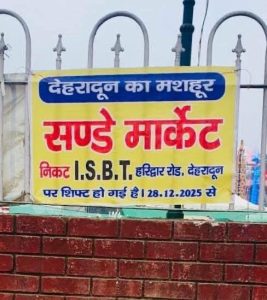 देहरादून का मशहूर
सण्डे मार्केट
निकट I.S.B.T. हरिद्वार रोड, देहरादून
पर शिफ्ट हो गई है। 28.12.2025 से